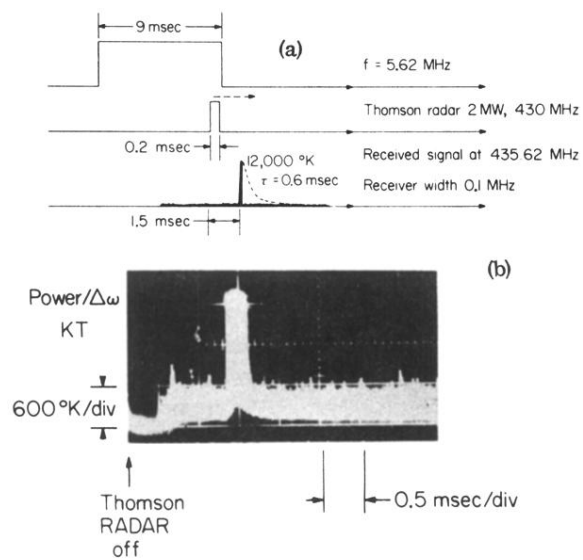 9 msec
(a)
f = 5.62 MHz
Thomson radar 2 MW, 430 MHz
0.2 msec
12,000 °K
Received signal at 435.62 MHz
τ = 0.6 msec
Receiver width 0.1 MHz
1.5 msec
(b)
Power/Δω
KT
600 °K/div
0.5 msec/div
Thomson
RADAR
off